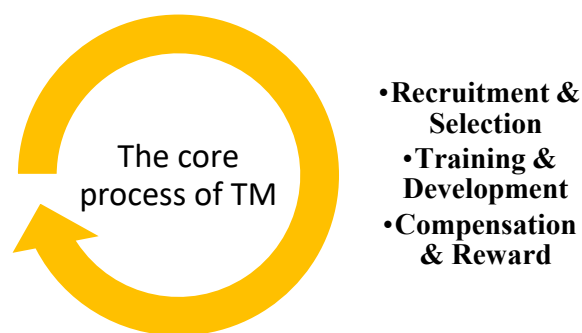 The core
process of TM
•Recruitment &
Selection
•Training &
Development
•Compensation
& Reward